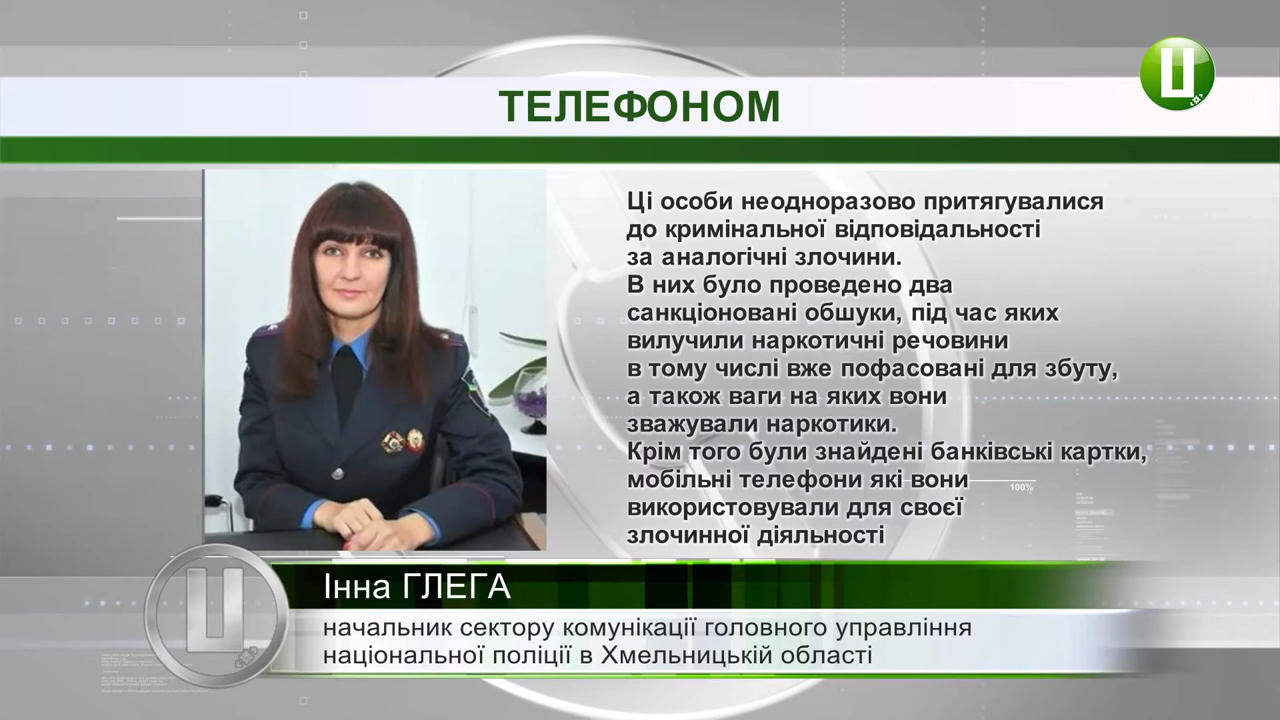 ТЕЛЕФОНОМ
Ц
Ці особи неодноразово притягувалися
до кримінальної відповідальності
за аналогічні злочини.
В них було проведено два
санкціоновані обшуки, під час яких
вилучили наркотичні речовини
в тому числі вже пофасовані для збуту,
а також ваги на яких вони
зважували наркотики.
Крім того були знайдені банківські картки,
мобільні телефони які вони
100%
використовували для своєї
злочинної діяльності
Ц
Інна ГЛЕГА
начальник сектору комунікації головного управління
національної поліції в Хмельницькій області